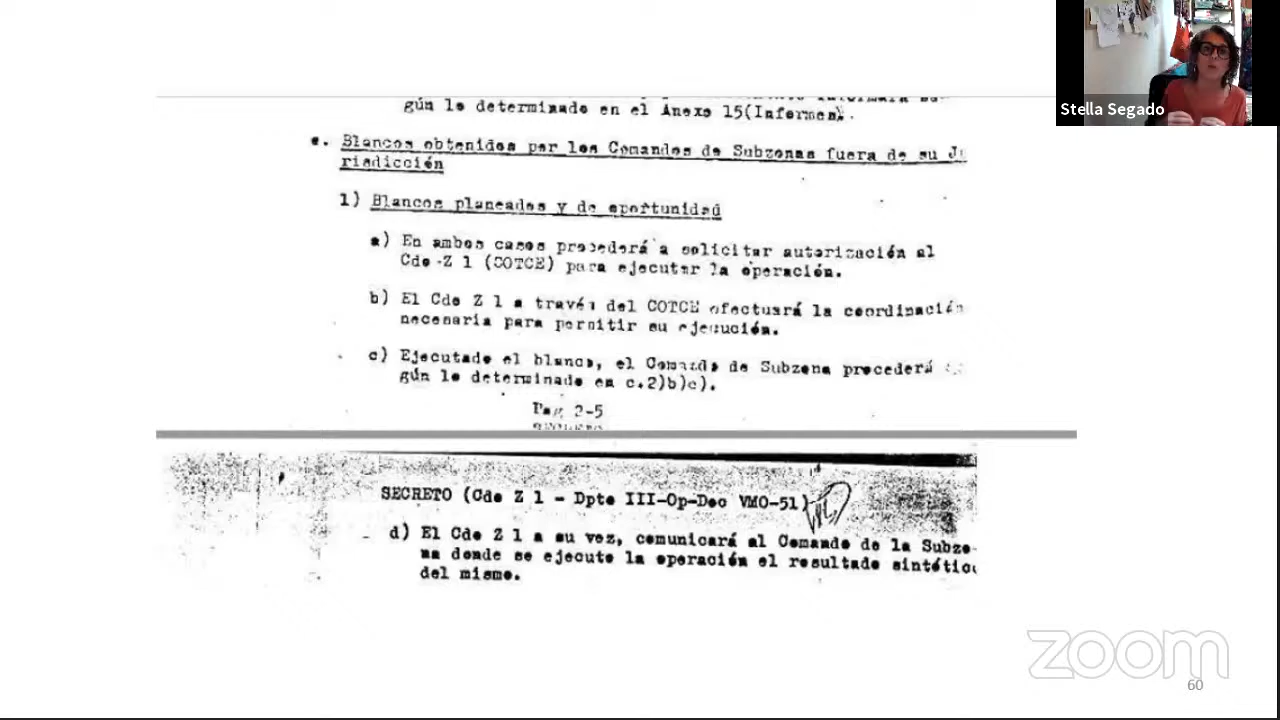 gún lo determinado en el Anexo 15(Informes).
e. Blancos obtenidos por los Comandos de Subzonas fuera de su Ju
risdicción
1) Blancos planeados y de oportunidad
a) En ambos casos procederá a solicitar autorización al
Cdo Z 1 (COTCE) para ejecutar la operación.
b) El Cdo Z 1 a través del COTCE efectuará la coordinación
necesaria para permitir su ejecución.
c) Ejecutado el blanco, el Comando de Subzona procederá
gún lo determinado en c.2)b)c).
Pag 2-5
SECRETO (Cdo Z 1 - Dpto III-Op-Dec VMO-51)
d) El Cdo Z 1 a su vez, comunicará al Comando de la Subzo-
na donde se ejecute la operación el resultado sintético
del mismo.
Stella Segado
zoom
60